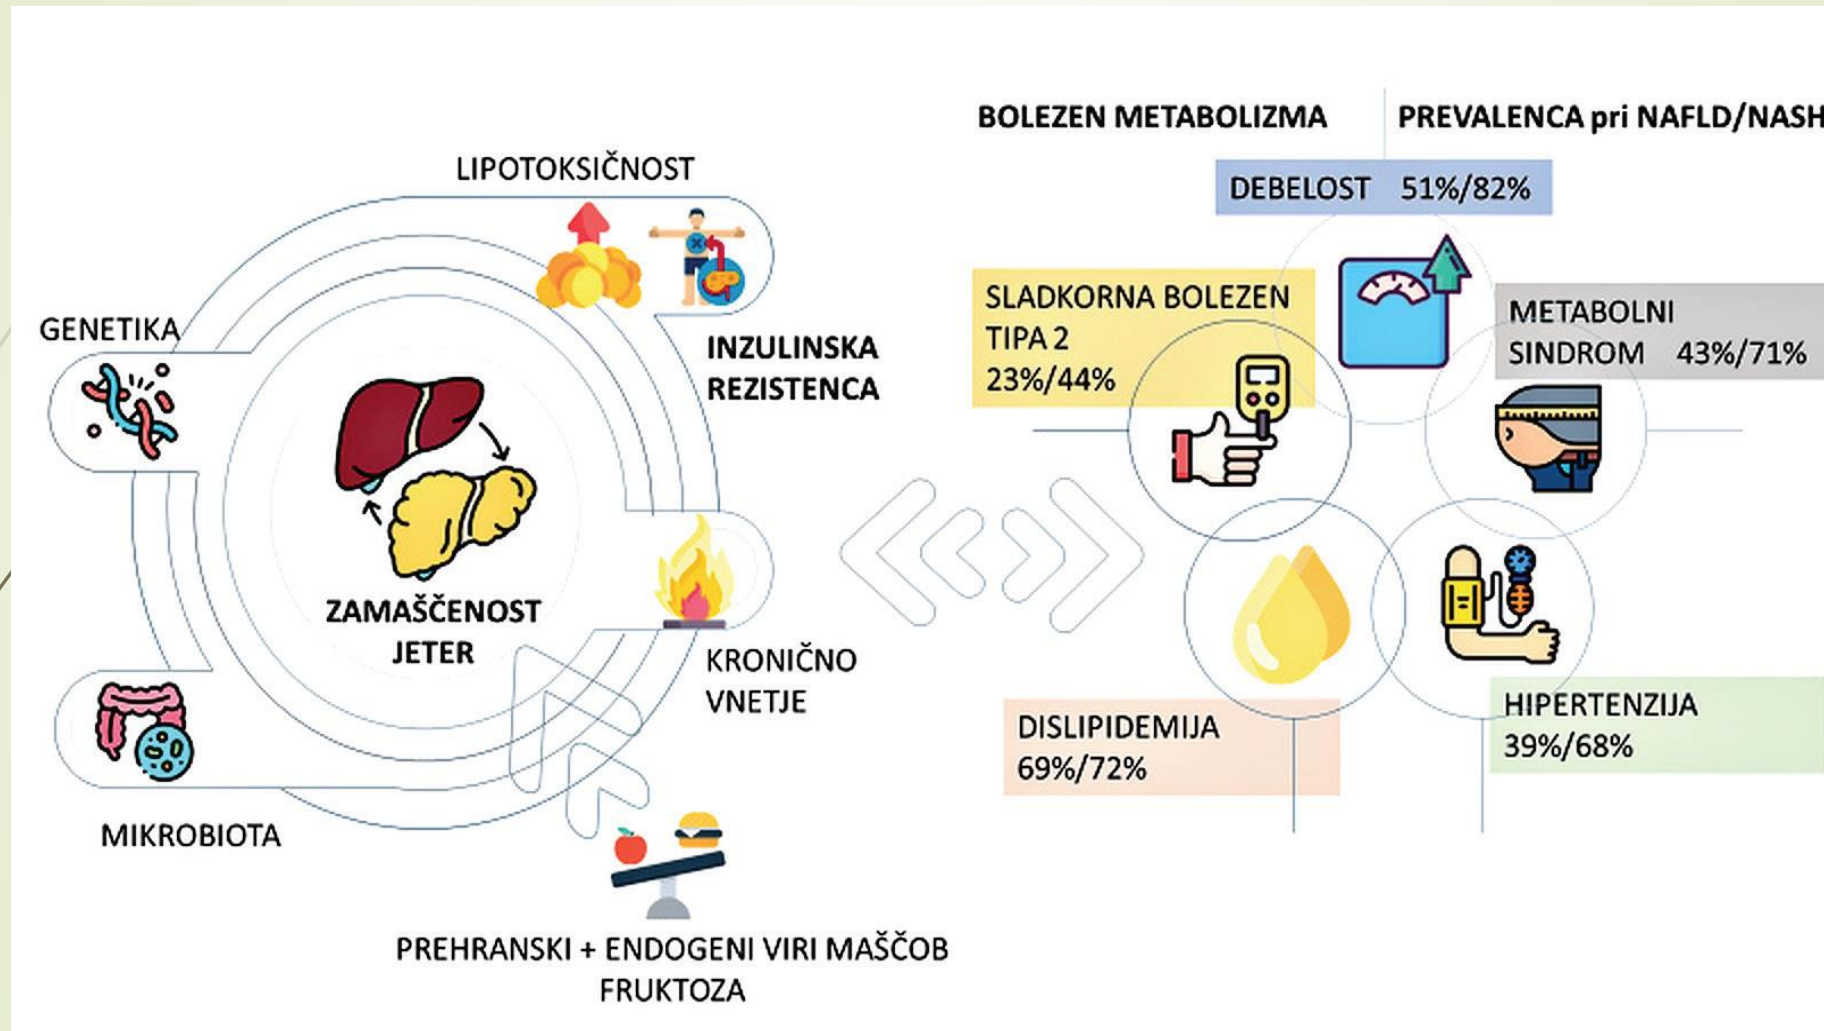 LIPOTOKSIČNOST
GENETIKA
INZULINSKA
REZISTENCA
ZAMAŠČENOST
JETER
KRONIČNO
VNETJE
MIKROBIOTA
PREHRANSKI + ENDOGENI VIRI MAŠČOB
FRUKTOZA
BOLEZEN METABOLIZMA
PREVALENCA pri NAFLD/NASH
DEBELOST 51%/82%
SLADKORNA BOLEZEN
TIPA 2
23%/44%
METABOLNI
SINDROM 43%/71%
DISLIPIDEMIJA
69%/72%
HIPERTENZIJA
39%/68%